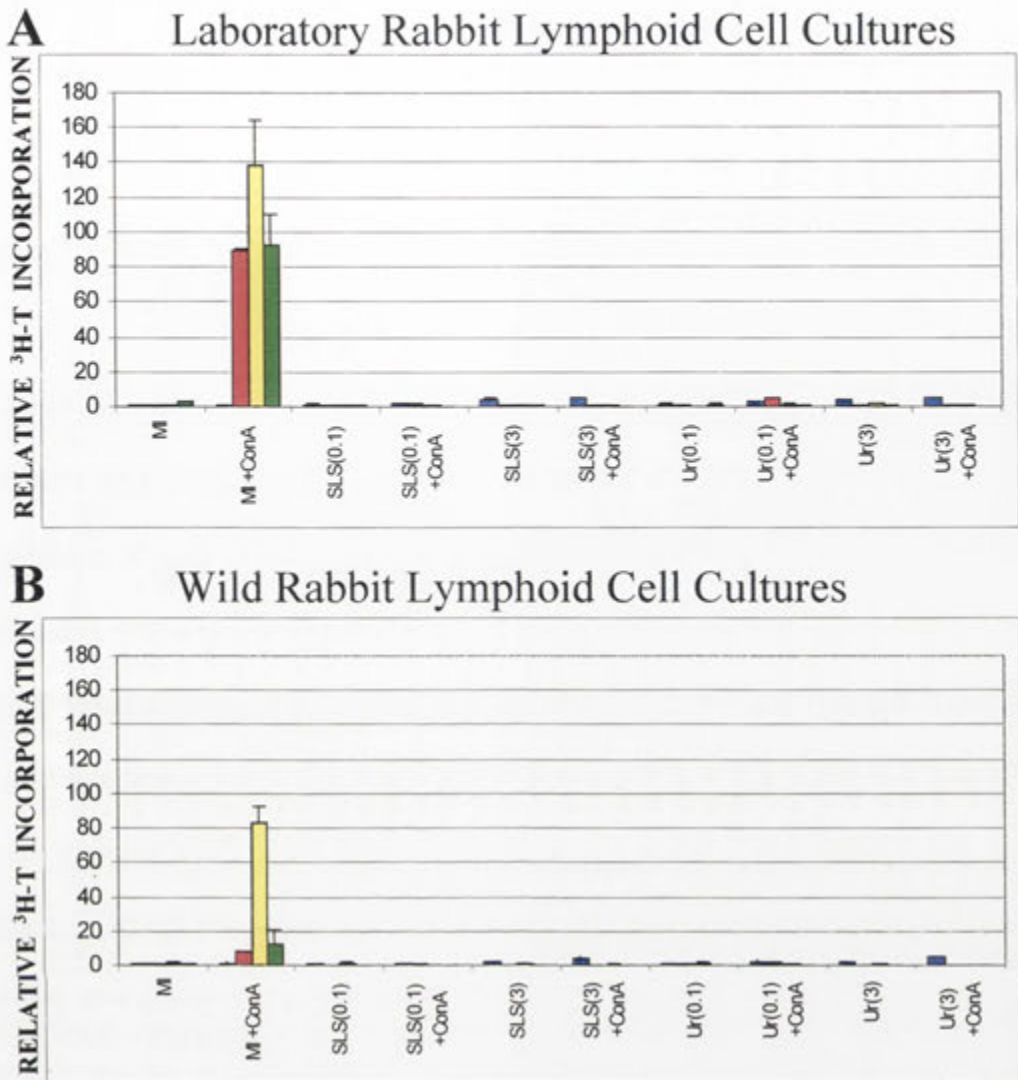 A
Laboratory Rabbit Lymphoid Cell Cultures
RELATIVE ³H-T INCORPORATION
180
160
140
120
100
80
60
40
20
0
MI
MI +ConA
SLS(0.1)
SLS(0.1)
+ConA
SLS(3)
SLS(3)
+ConA
Ur(0.1)
Ur(0.1)
+ConA
Ur(3)
Ur(3)
+ConA
B
Wild Rabbit Lymphoid Cell Cultures
RELATIVE ³H-T INCORPORATION
180
160
140
120
100
80
60
40
20
0
MI
MI +ConA
SLS(0.1)
SLS(0.1)
+ConA
SLS(3)
SLS(3)
+ConA
Ur(0.1)
Ur(0.1)
+ConA
Ur(3)
Ur(3)
+ConA